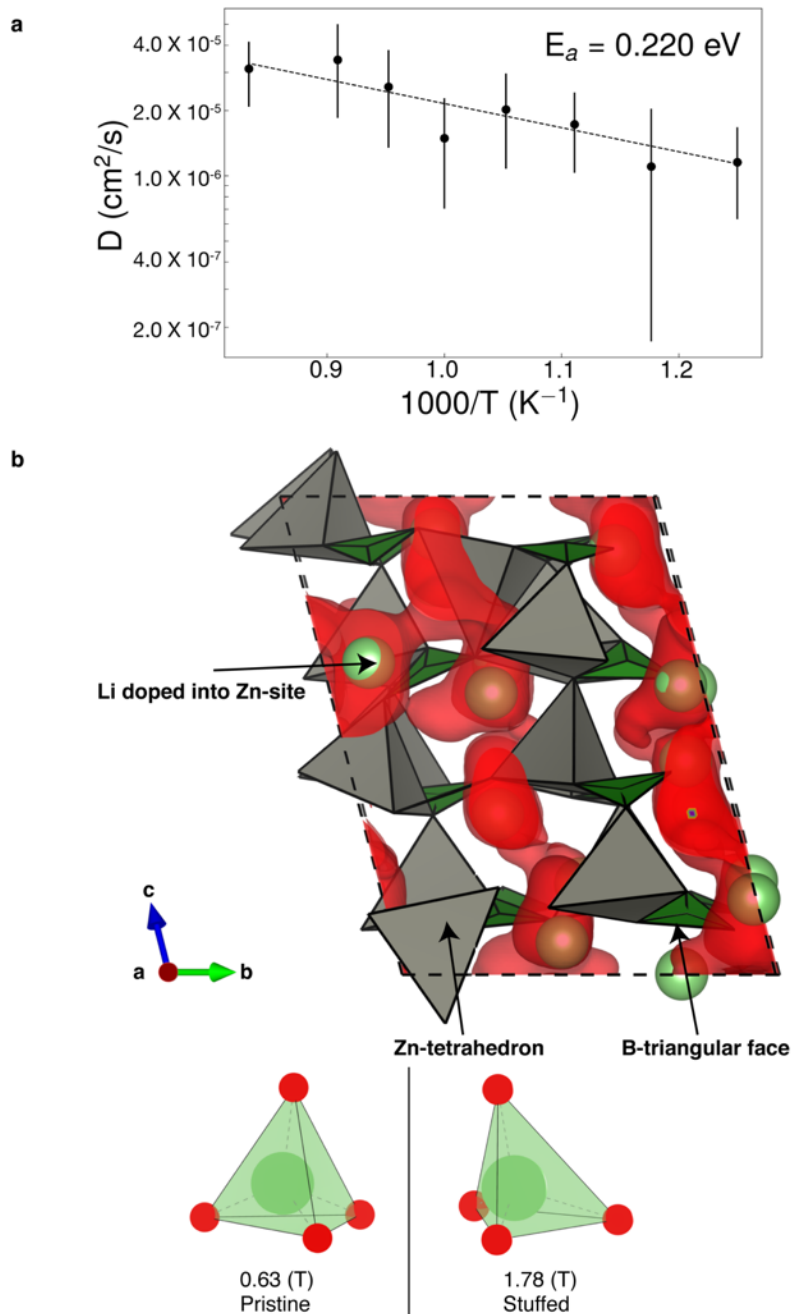 a
E_a = 0.220 eV
4.0 X 10⁻⁵
2.0 X 10⁻⁵
1.0 X 10⁻⁶
4.0 X 10⁻⁷
2.0 X 10⁻⁷
D (cm²/s)
0.9 1.0 1.1 1.2
1000/T (K⁻¹)
b
Li doped into Zn-site
c
a
b
Zn-tetrahedron
B-triangular face
0.63 (T)
Pristine
1.78 (T)
Stuffed